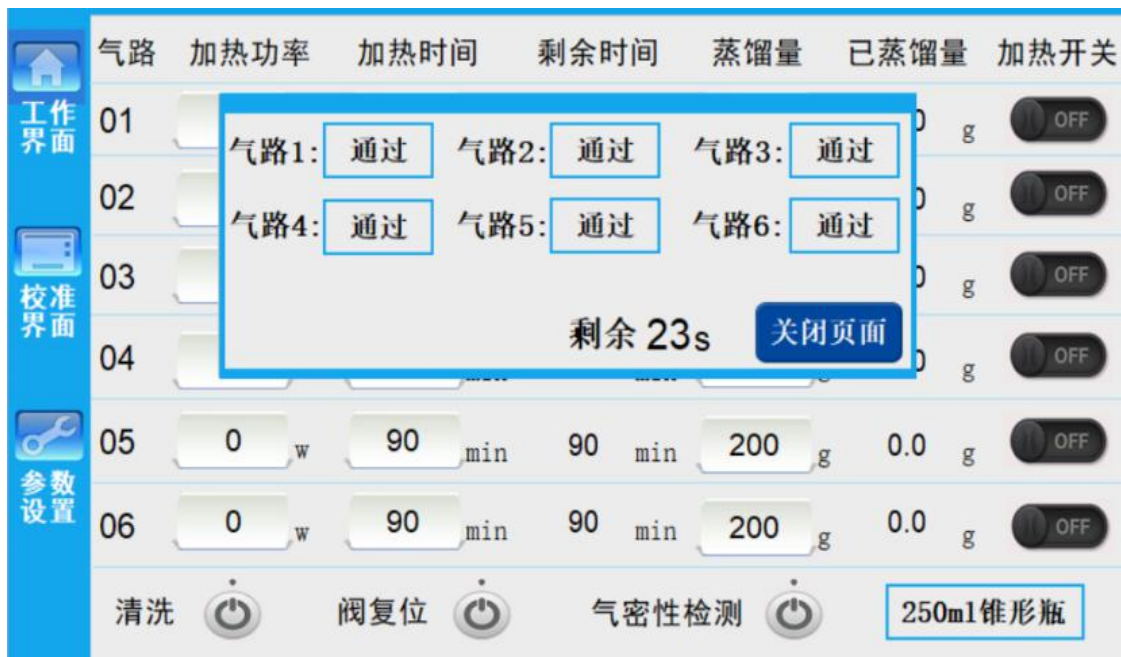 气路 加热功率 加热时间 剩余时间 蒸馏量 已蒸馏量 加热开关
工作
界面
01 g OFF
气路1: 通过 气路2: 通过 气路3: 通过
02 g OFF
气路4: 通过 气路5: 通过 气路6: 通过
校准
界面
03 g OFF
剩余 23s 关闭页面
04 g OFF
参数
设置
05 0 w 90 min 90 min 200 g 0.0 g OFF
06 0 w 90 min 90 min 200 g 0.0 g OFF
清洗 阀复位 气密性检测 250ml锥形瓶